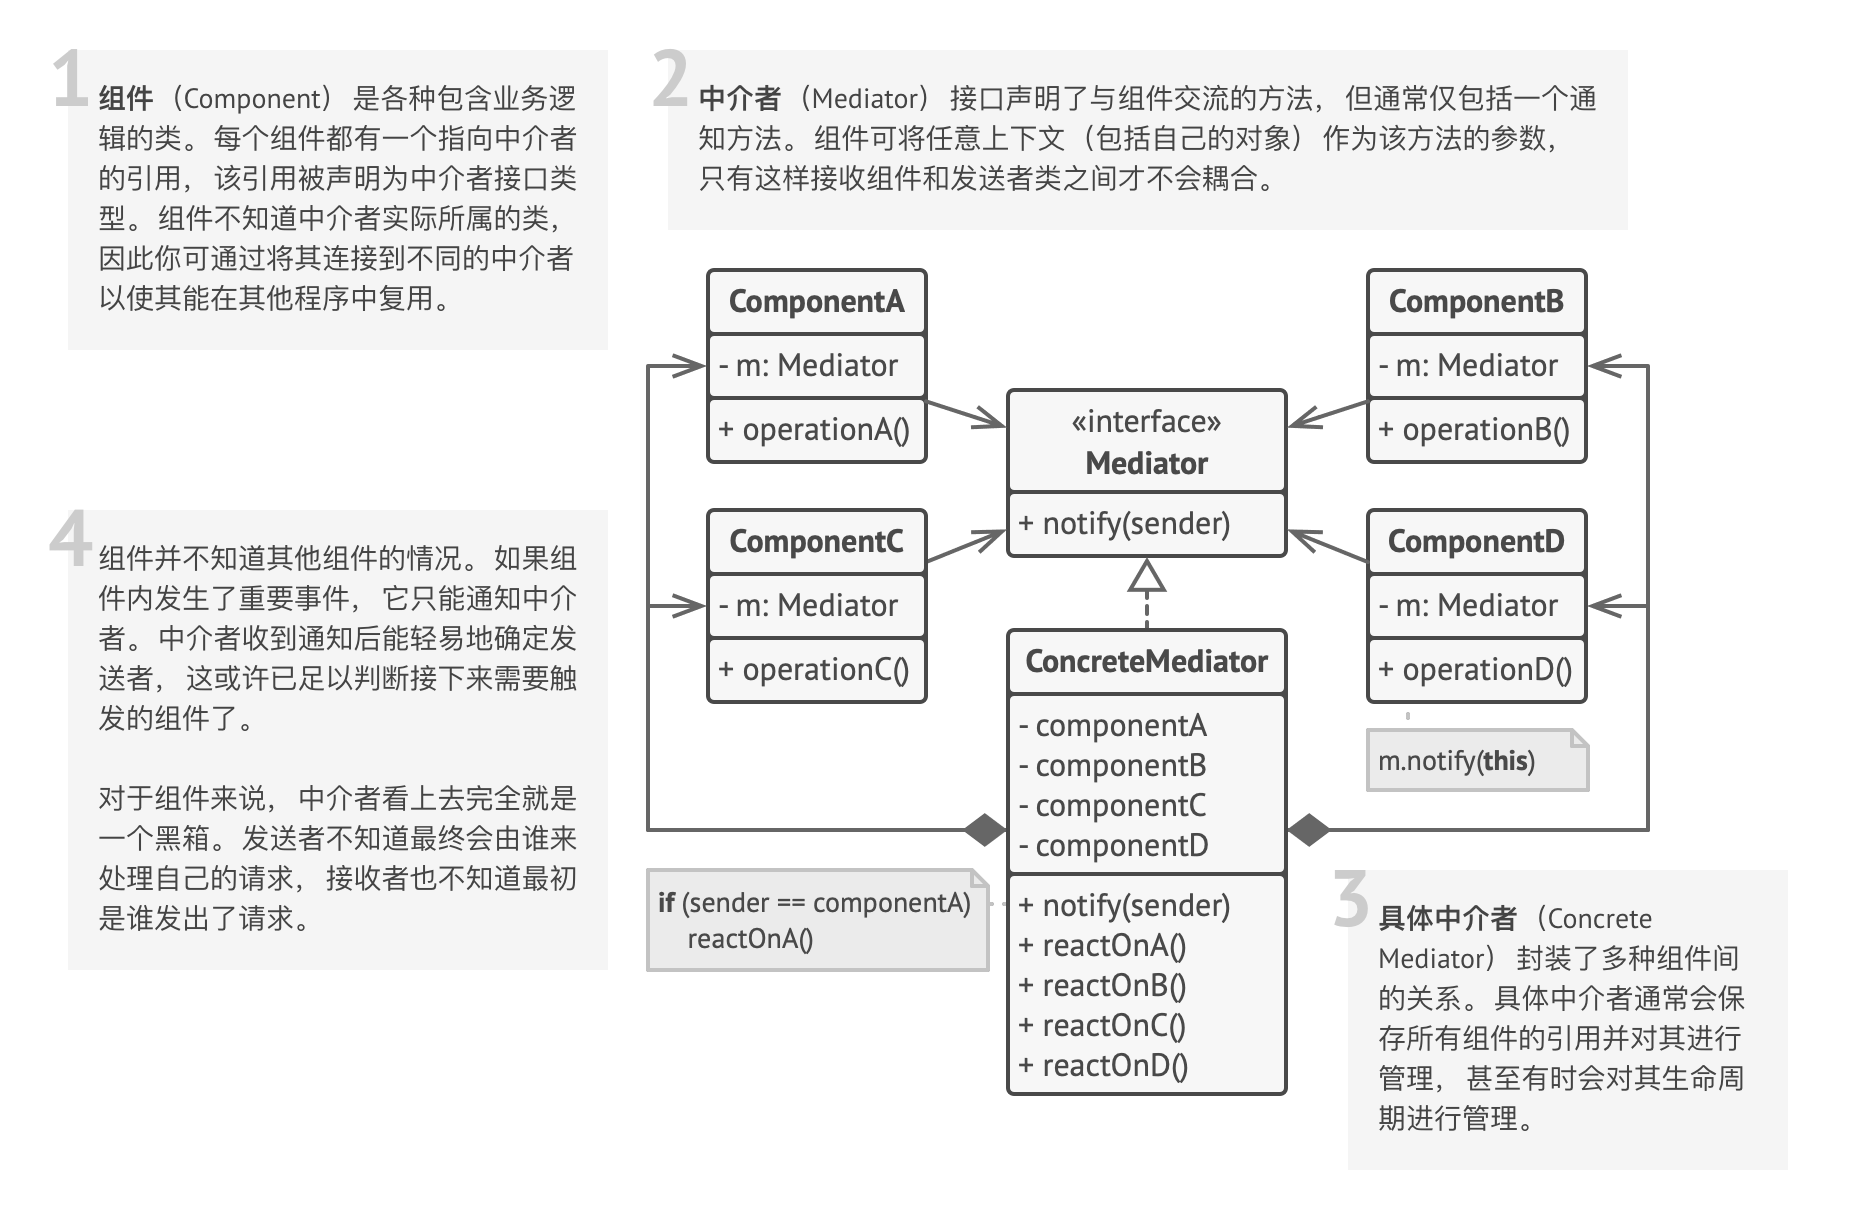 1
组件（Component）是各种包含业务逻
辑的类。每个组件都有一个指向中介者
的引用，该引用被声明为中介者接口类
型。组件不知道中介者实际所属的类，
因此你可通过将其连接到不同的中介者
以使其能在其他程序中复用。
2
中介者（Mediator）接口声明了与组件交流的方法，但通常仅包括一个通
知方法。组件可将任意上下文（包括自己的对象）作为该方法的参数，
只有这样接收组件和发送者类之间才不会耦合。
ComponentA
- m: Mediator
+ operationA()
ComponentB
- m: Mediator
+ operationB()
«interface»
Mediator
+ notify(sender)
ComponentC
- m: Mediator
+ operationC()
ComponentD
- m: Mediator
+ operationD()
m.notify(this)
ConcreteMediator
- componentA
- componentB
- componentC
- componentD
+ notify(sender)
+ reactOnA()
+ reactOnB()
+ reactOnC()
+ reactOnD()
if (sender == componentA)
reactOnA()
3
具体中介者（Concrete
Mediator）封装了多种组件间
的关系。具体中介者通常会保
存所有组件的引用并对其进行
管理，甚至有时会对其生命周
期进行管理。
4
组件并不知道其他组件的情况。如果组
件内发生了重要事件，它只能通知中介
者。中介者收到通知后能轻易地确定发
送者，这或许已足以判断接下来需要触
发的组件了。
对于组件来说，中介者看上去完全就是
一个黑箱。发送者不知道最终会由谁来
处理自己的请求，接收者也不知道最初
是谁发出了请求。